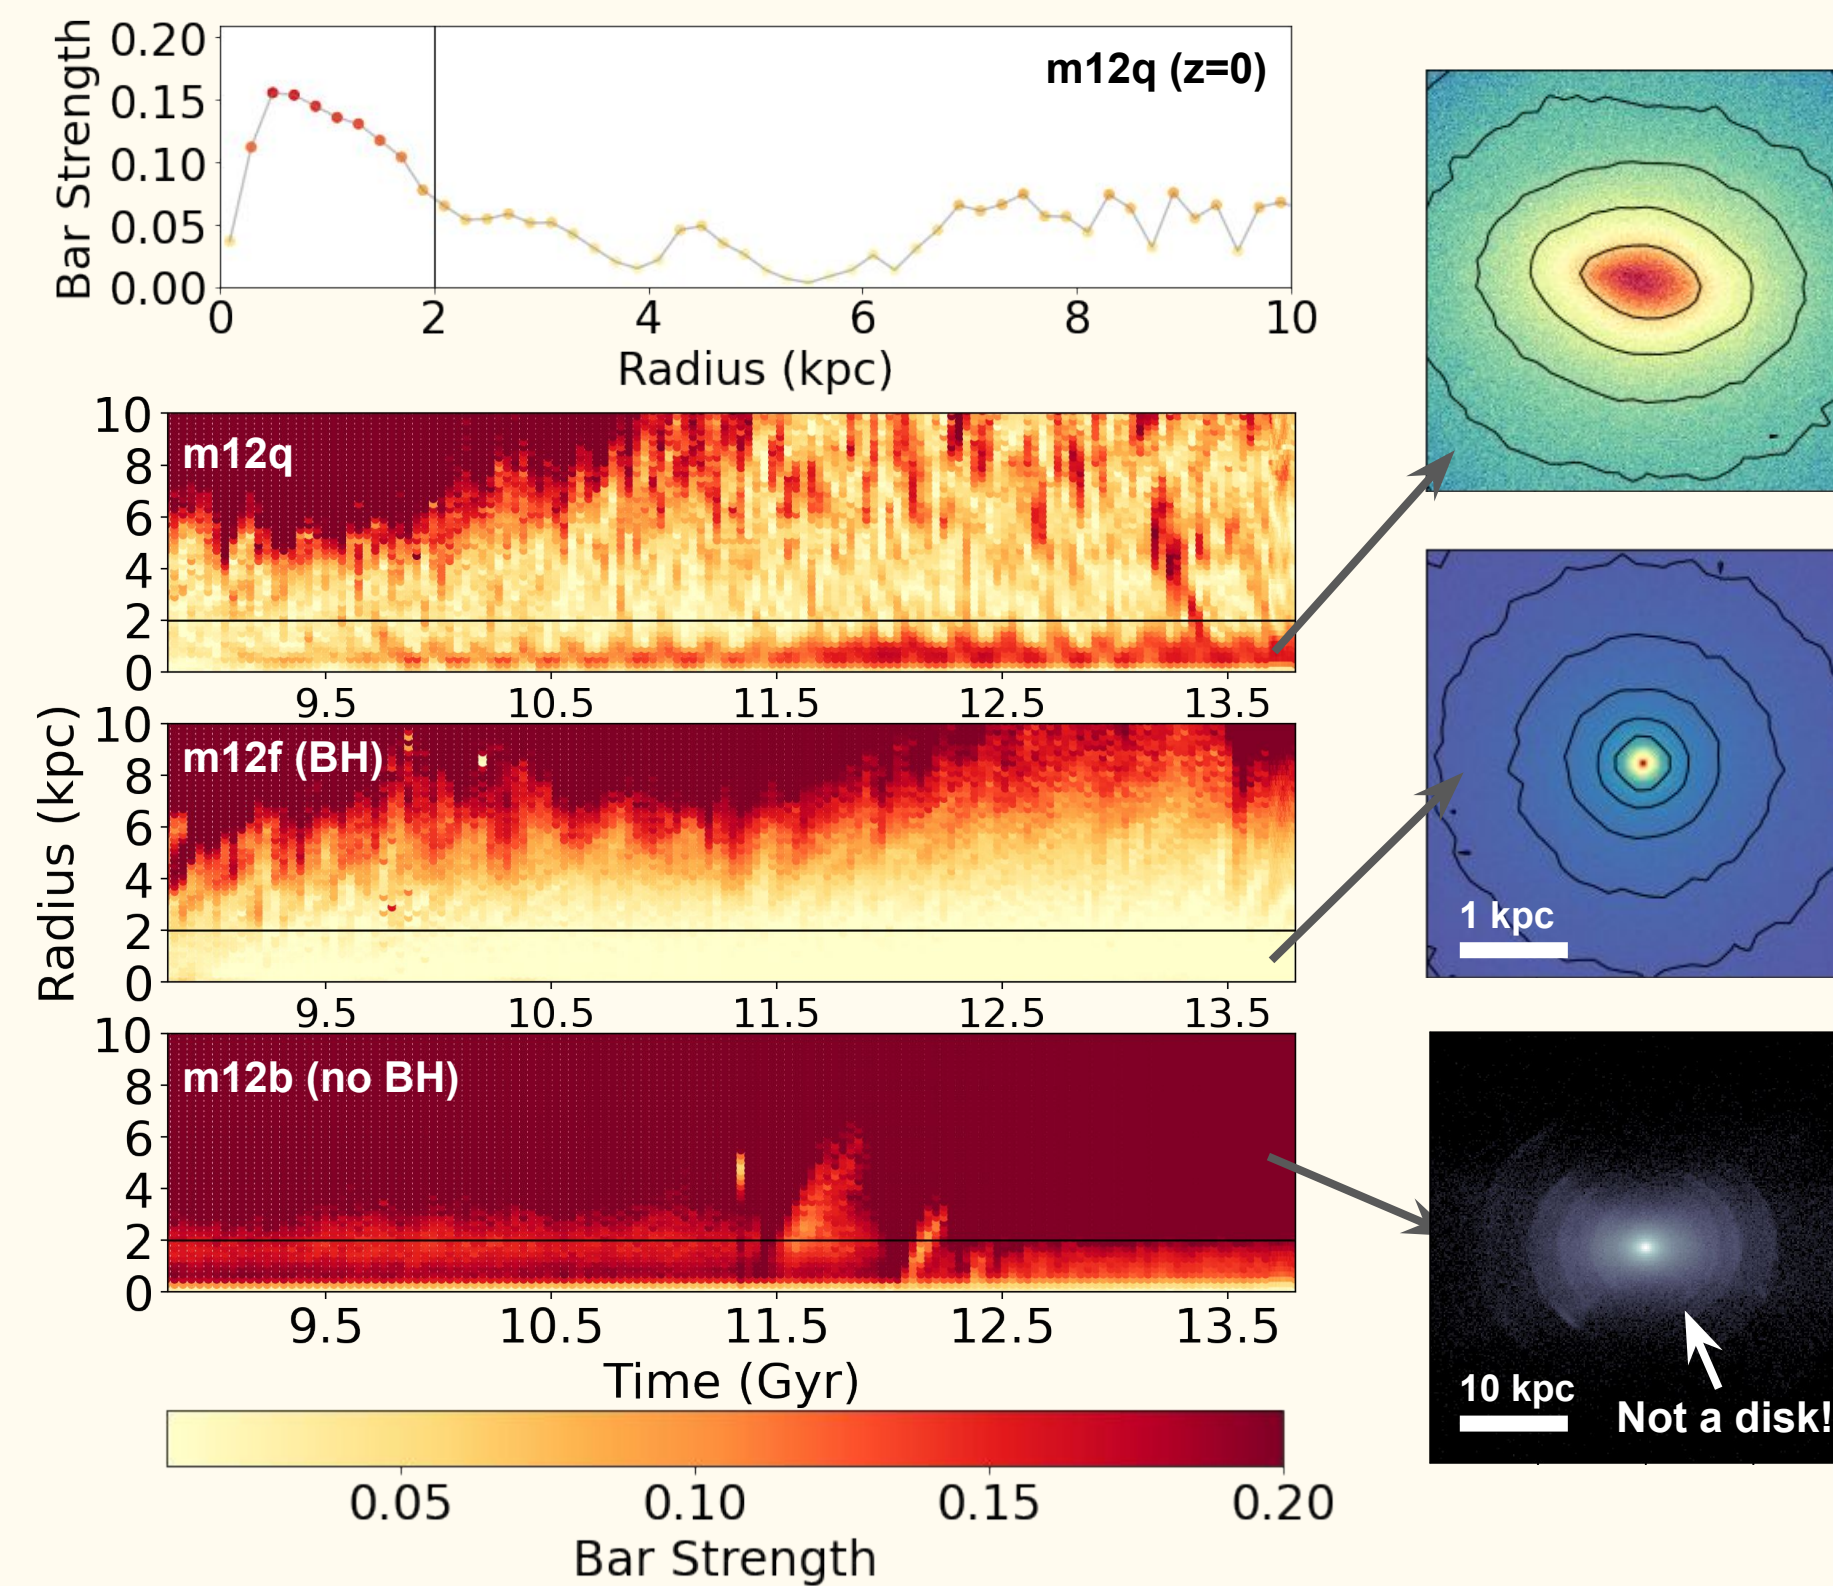 0.20
0.15
0.10
0.05
0.00
Bar Strength
m12q (z=0)
0 2 4 6 8 10
Radius (kpc)
10
8
6
4
2
0
m12q
9.5 10.5 11.5 12.5 13.5
10
8
6
4
2
0
m12f (BH)
Radius (kpc)
9.5 10.5 11.5 12.5 13.5
10
8
6
4
2
0
m12b (no BH)
9.5 10.5 11.5 12.5 13.5
Time (Gyr)
0.05 0.10 0.15 0.20
Bar Strength
1 kpc
10 kpc
Not a disk!